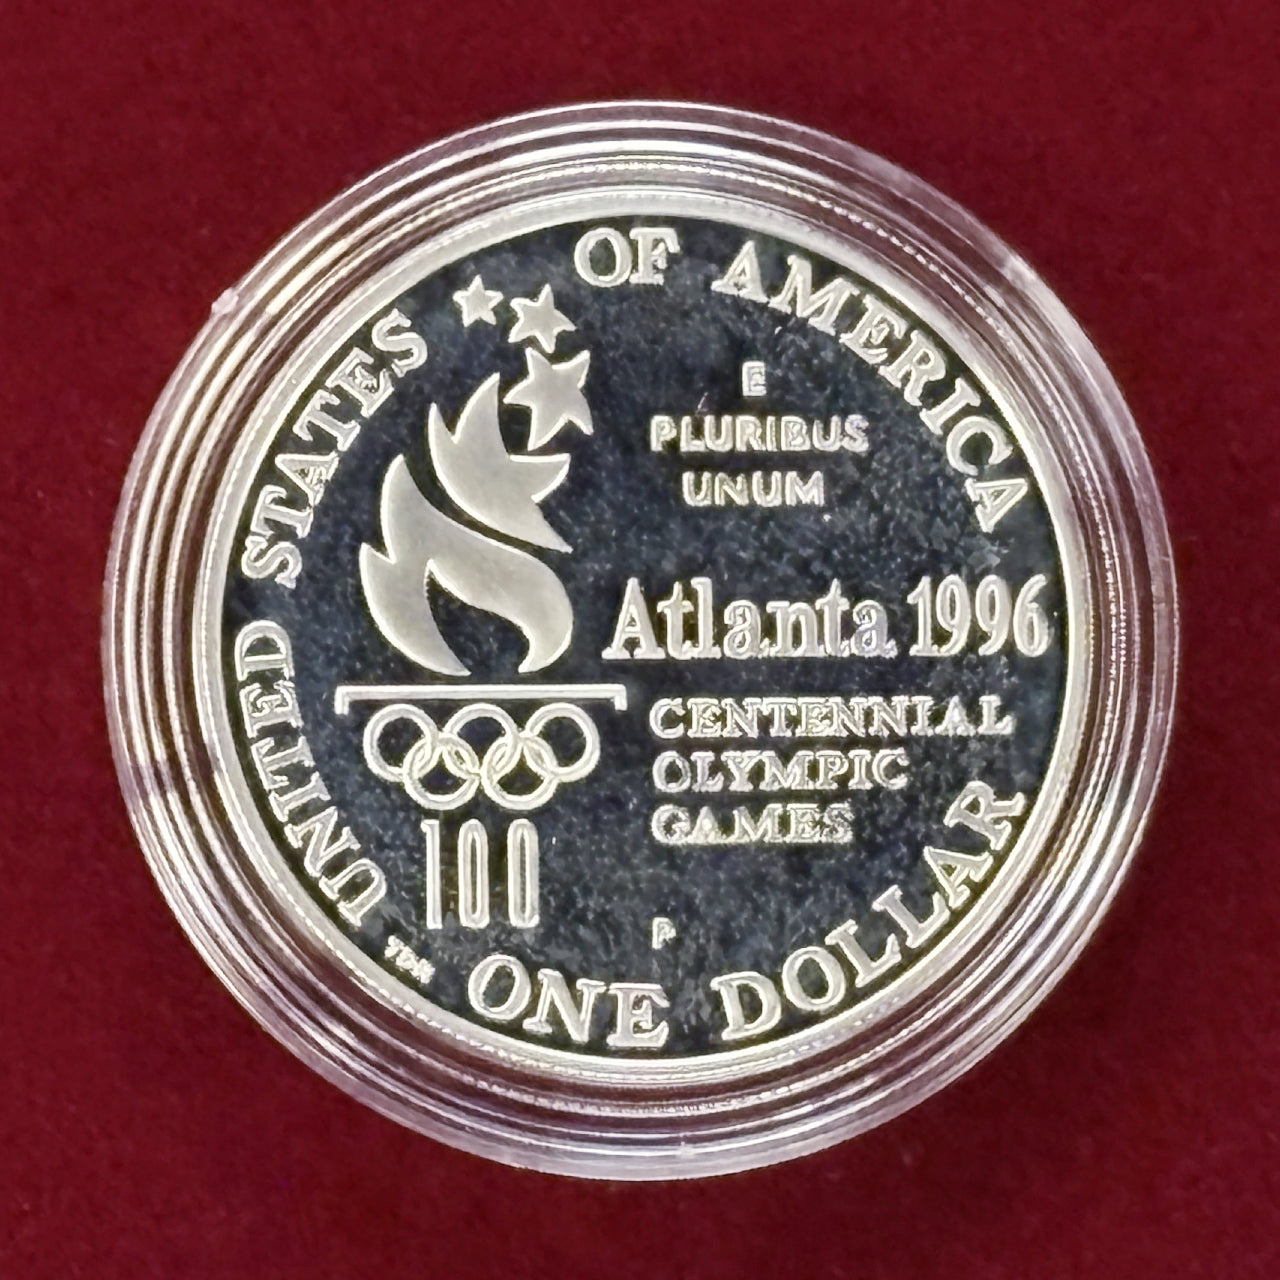 UNITED STATES OF AMERICA
E
PLURIBUS
UNUM
Atlanta 1996
CENTENNIAL
OLYMPIC
GAMES
100
P
ONE DOLLAR